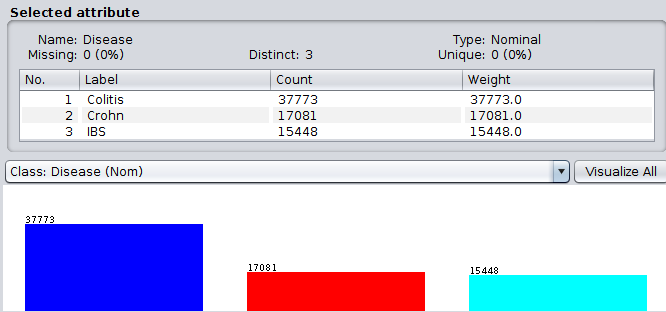 Selected attribute
Name: Disease Type: Nominal
Missing: 0 (0%) Distinct: 3 Unique: 0 (0%)
No. Label Count Weight
1 Colitis 37773 37773.0
2 Crohn 17081 17081.0
3 IBS 15448 15448.0
Class: Disease (Nom) Visualize All
37773
17081
15448